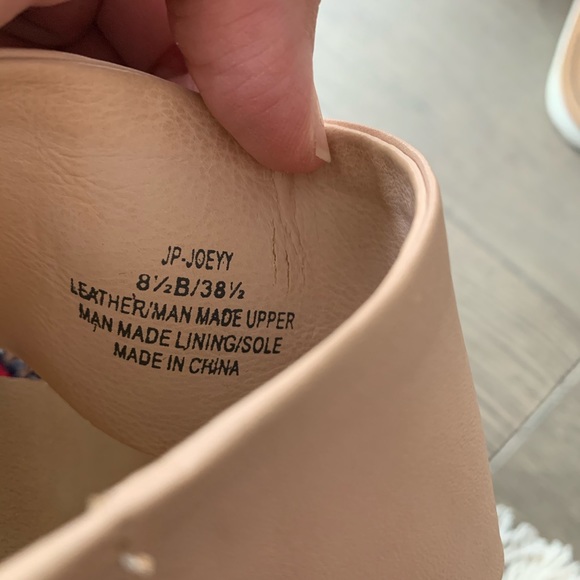 JP-JOEYY
8½B/38½
LEATHER/MAN MADE UPPER
MAN MADE LINING/SOLE
MADE IN CHINA